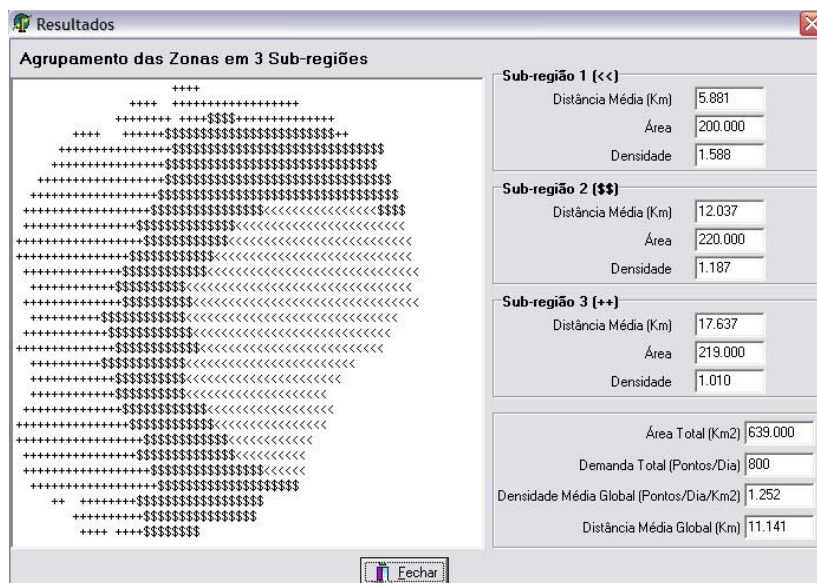 Resultados
Agrupamento das Zonas em 3 Sub-regiões
Sub-região 1 (<<)
Distância Média (Km) 5.881
Área 200.000
Densidade 1.588
Sub-região 2 ($$)
Distância Média (Km) 12.037
Área 220.000
Densidade 1.187
Sub-região 3 (++)
Distância Média (Km) 17.637
Área 219.000
Densidade 1.010
Área Total (Km2) 639.000
Demanda Total (Pontos/Dia) 800
Densidade Média Global (Pontos/Dia/Km2) 1.252
Distância Média Global (Km) 11.141
Fechar